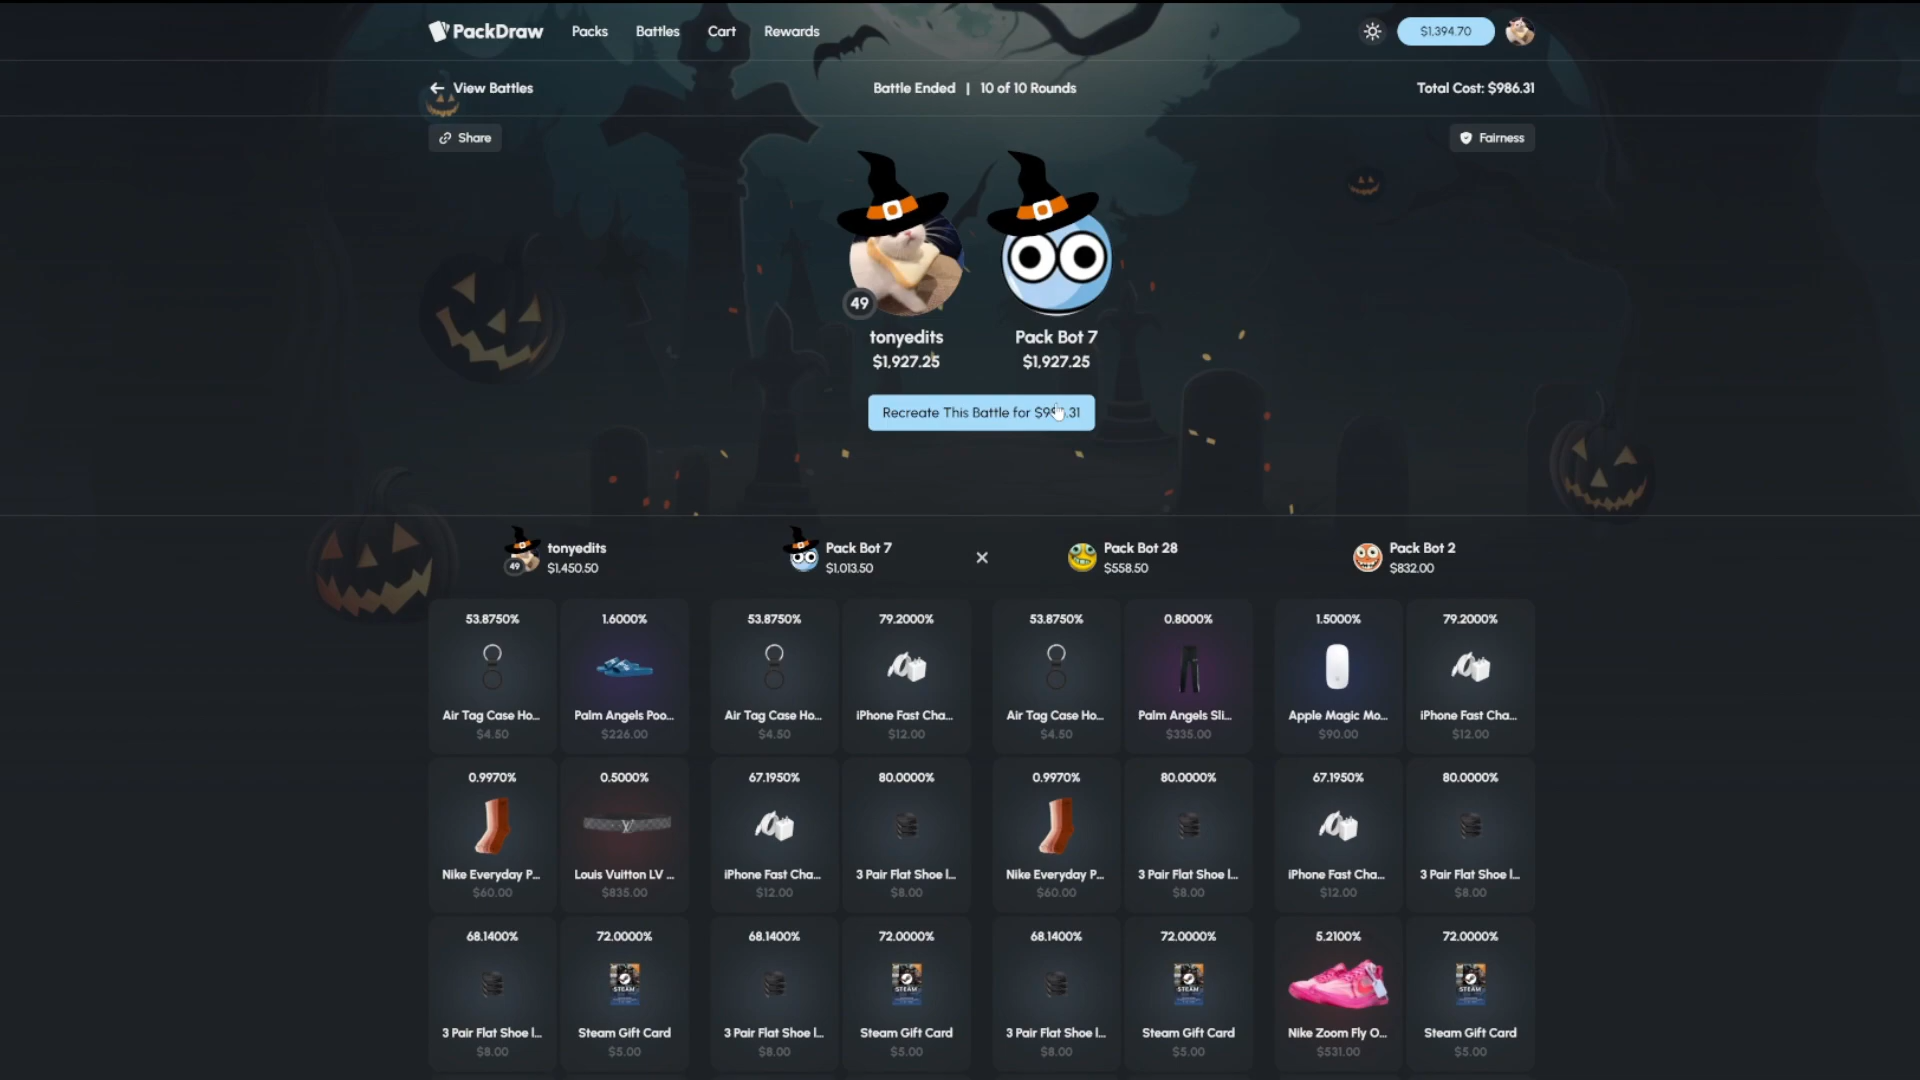 PackDraw Packs Battles Cart Rewards $1,394.70
View Battles Battle Ended | 10 of 10 Rounds Total Cost: $986.31
Share Fairness
49
tonyedits Pack Bot 7
$1,927.25 $1,927.25
Recreate This Battle for $9 .31
tonyedits Pack Bot 7 Pack Bot 28 Pack Bot 2
49 $1,450.50 $1,013.50 $558.50 $832.00
53.8750% 1.6000% 53.8750% 79.2000% 53.8750% 0.8000% 1.5000% 79.2000%
Air Tag Case Ho... Palm Angels Poo... Air Tag Case Ho... iPhone Fast Cha... Air Tag Case Ho... Palm Angels Sli... Apple Magic Mo... iPhone Fast Cha...
$4.50 $226.00 $4.50 $12.00 $4.50 $335.00 $90.00 $12.00
0.9970% 0.5000% 67.1950% 80.0000% 0.9970% 80.0000% 67.1950% 80.0000%
Nike Everyday P... Louis Vuitton LV ... iPhone Fast Cha... 3 Pair Flat Shoe l... Nike Everyday P... 3 Pair Flat Shoe l... iPhone Fast Cha... 3 Pair Flat Shoe l...
$60.00 $835.00 $12.00 $8.00 $60.00 $8.00 $12.00 $8.00
68.1400% 72.0000% 68.1400% 72.0000% 68.1400% 72.0000% 5.2100% 72.0000%
STEAM STEAM STEAM STEAM
3 Pair Flat Shoe l... Steam Gift Card 3 Pair Flat Shoe l... Steam Gift Card 3 Pair Flat Shoe l... Steam Gift Card Nike Zoom Fly O... Steam Gift Card
$8.00 $5.00 $8.00 $5.00 $8.00 $5.00 $531.00 $5.00